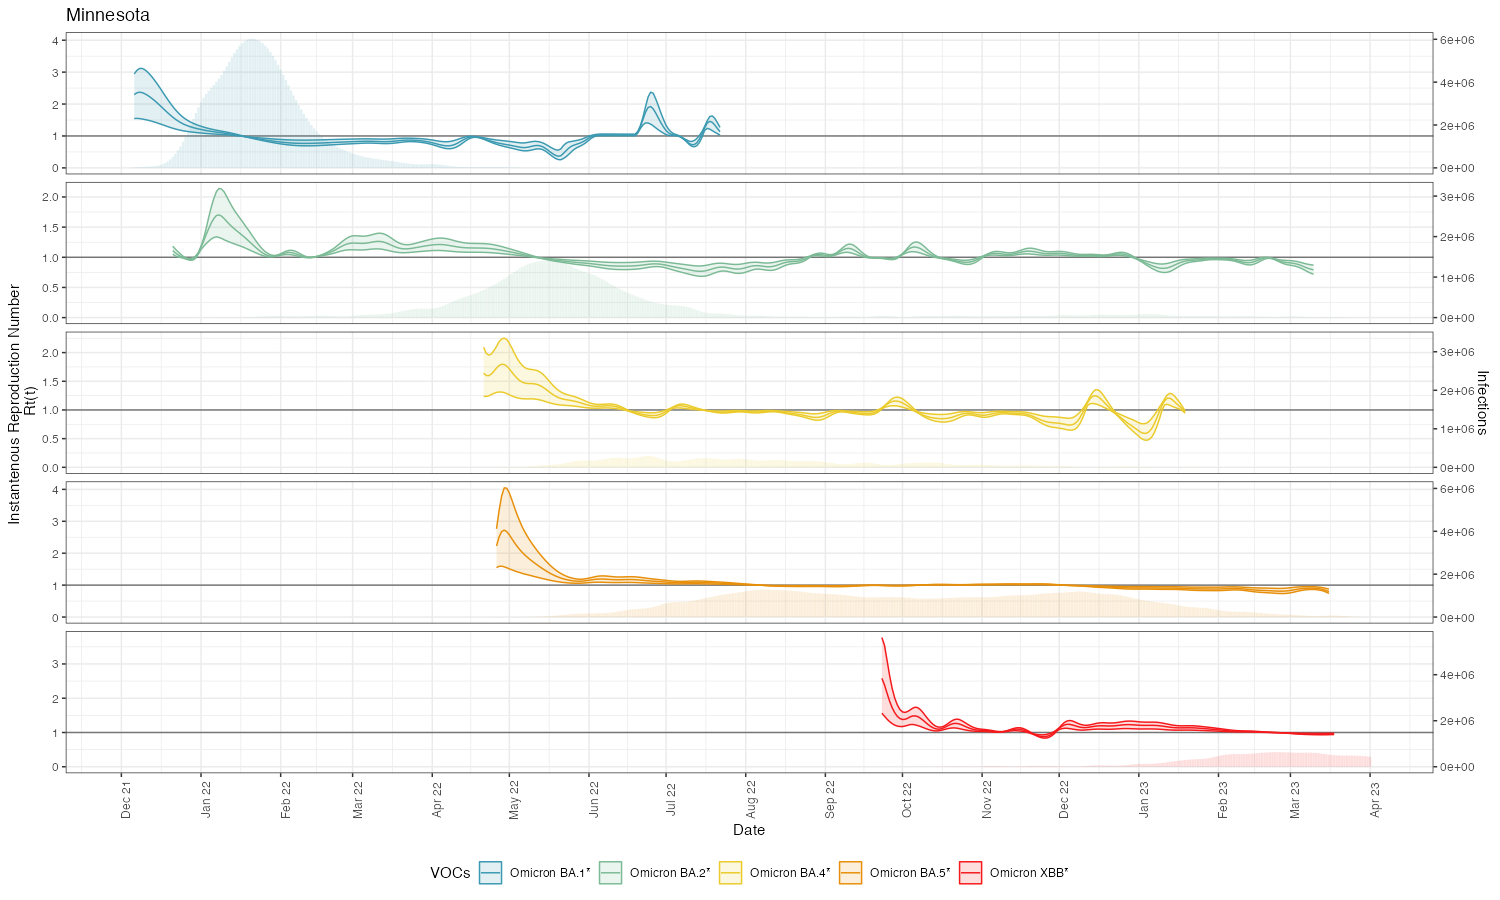 Minnesota
4
3
2
1
0
6e+06
4e+06
2e+06
0e+00
2.0
1.5
1.0
0.5
0.0
3e+06
2e+06
1e+06
0e+00
2.0
1.5
1.0
0.5
0.0
3e+06
2e+06
1e+06
0e+00
4
3
2
1
0
6e+06
4e+06
2e+06
0e+00
3
2
1
0
4e+06
2e+06
0e+00
Instantenous Reproduction Number
Rt(t)
Infections
Dec 21
Jan 22
Feb 22
Mar 22
Apr 22
May 22
Jun 22
Jul 22
Aug 22
Sep 22
Oct 22
Nov 22
Dec 22
Jan 23
Feb 23
Mar 23
Apr 23
Date
VOCs Omicron BA.1* Omicron BA.2* Omicron BA.4* Omicron BA.5* Omicron XBB*